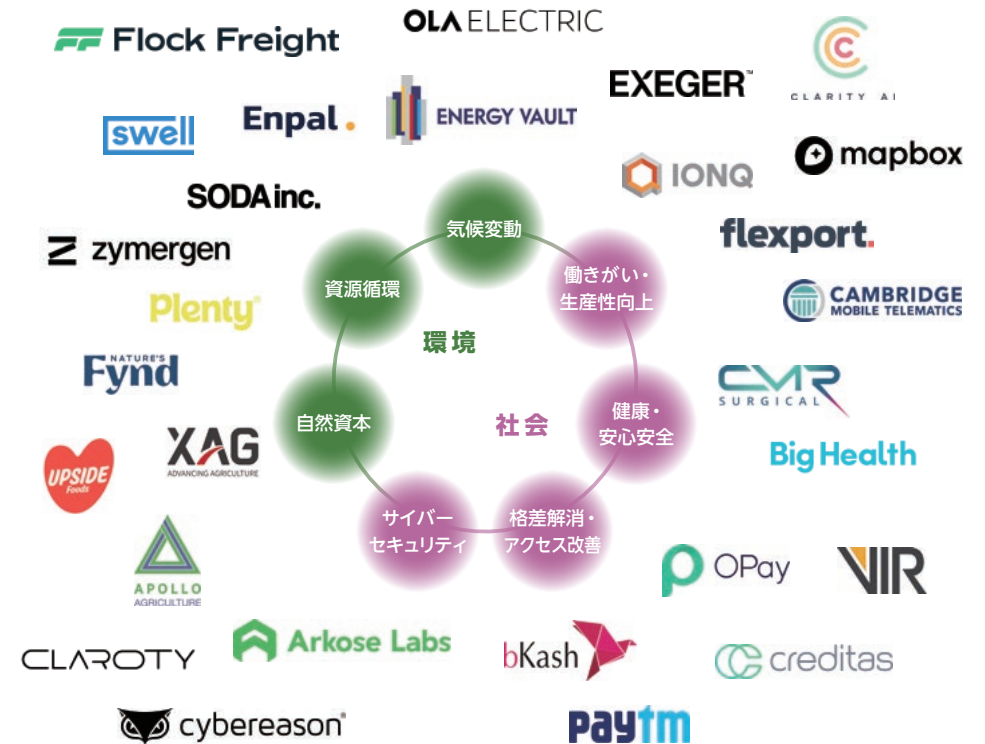 OLA ELECTRIC
Flock Freight
CLARITY AI
EXEGER™
ENERGY VAULT
Enpal.
swell
mapbox
IONQ
SODA inc.
flexport.
zymergen
気候変動
資源循環
働きがい・
生産性向上
Plenty®
CAMBRIDGE
MOBILE TELEMATICS
環境
NATURE'S
Fynd
CMR
SURGICAL
自然資本
社会
健康・
安心安全
XAG
ADVANCING AGRICULTURE
Big Health
UPSIDE
Foods
サイバー
セキュリティ
格差解消・
アクセス改善
APOLLO
AGRICULTURE
OPay
VIR
CLAROTY
Arkose Labs
bKash
creditas
cybereason®
paytm